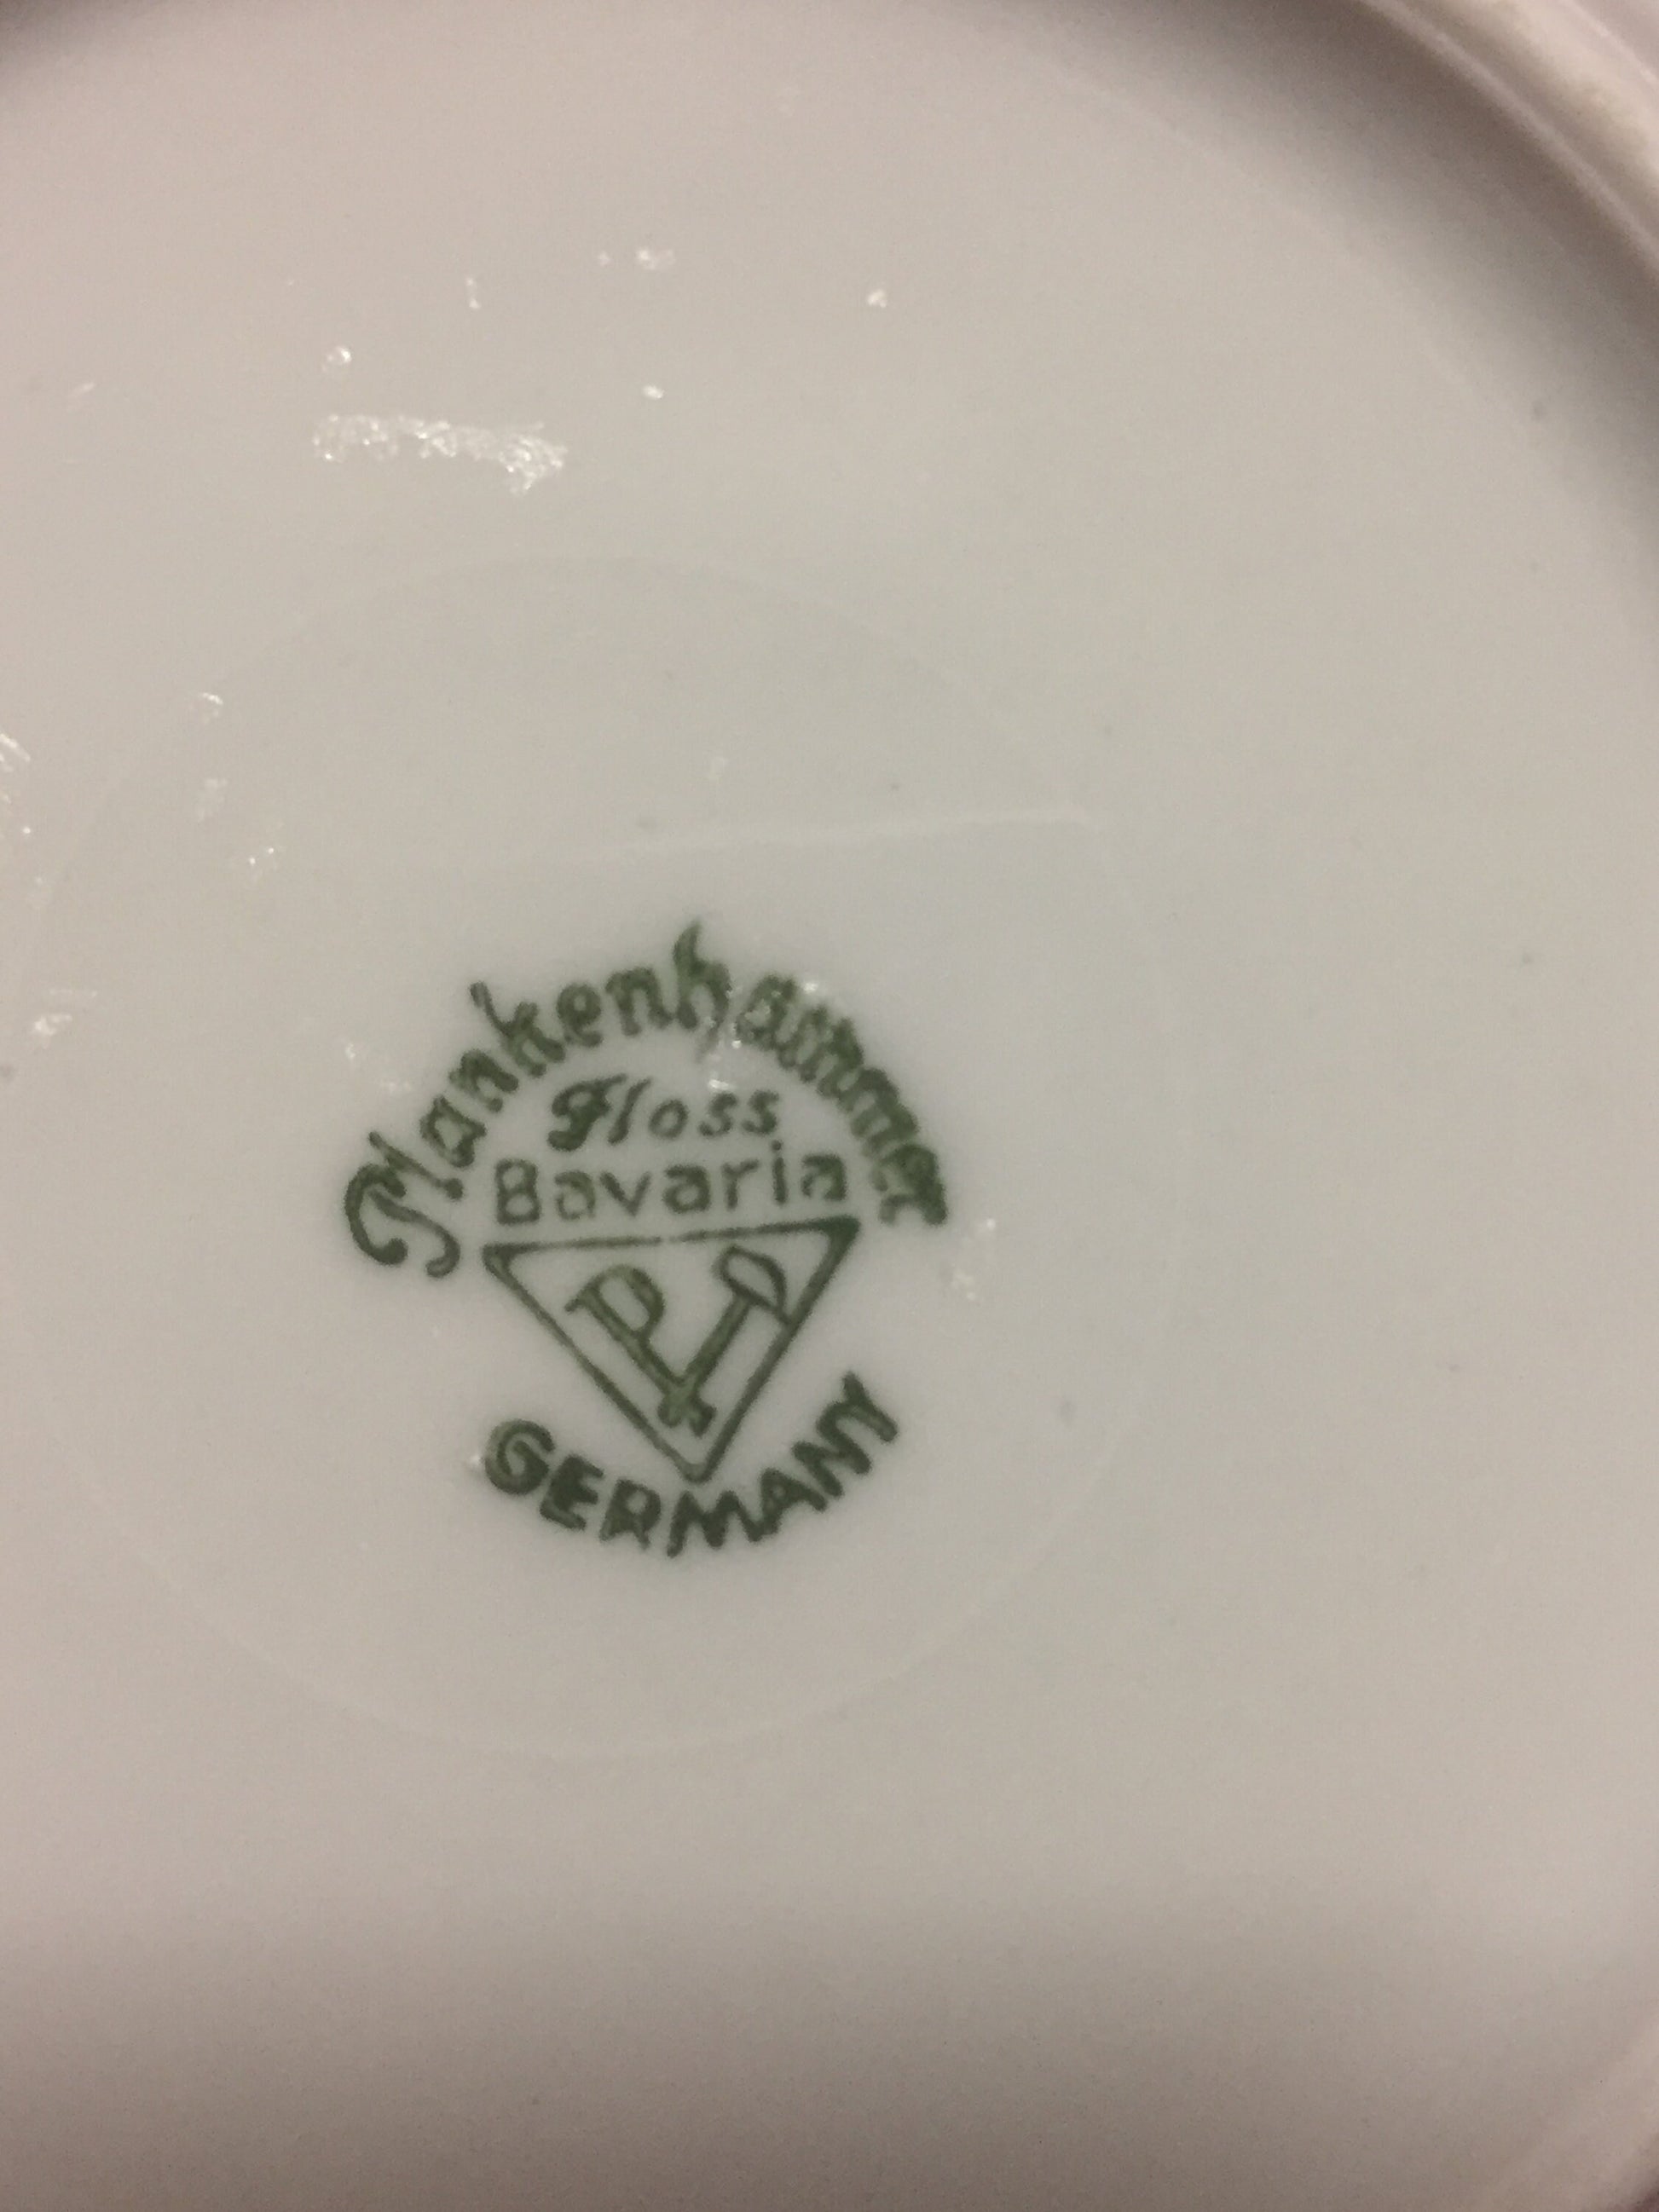 Plankenhammer
Floss
Bavaria
P
GERMANY